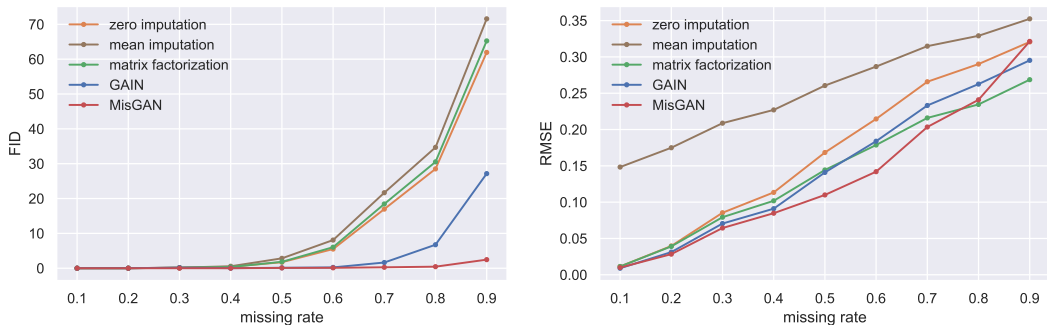 70
60
50
40
30
20
10
0
FID
zero imputation
mean imputation
matrix factorization
GAIN
MisGAN
0.1 0.2 0.3 0.4 0.5 0.6 0.7 0.8 0.9
missing rate
0.35
0.30
0.25
0.20
0.15
0.10
0.05
0.00
RMSE
zero imputation
mean imputation
matrix factorization
GAIN
MisGAN
0.1 0.2 0.3 0.4 0.5 0.6 0.7 0.8 0.9
missing rate